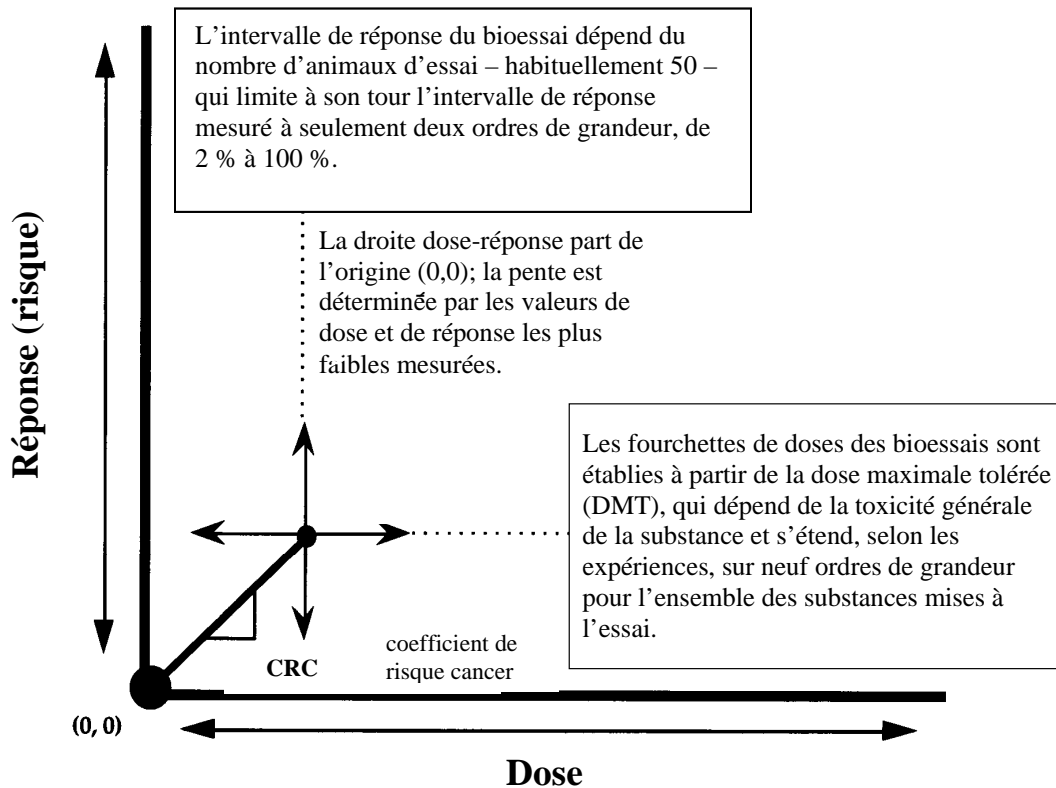 L'intervalle de réponse du bioessai dépend du
nombre d'animaux d'essai – habituellement 50 –
qui limite à son tour l'intervalle de réponse
mesuré à seulement deux ordres de grandeur, de
2 % à 100 %.
La droite dose-réponse part de
l'origine (0,0); la pente est
déterminée par les valeurs de
dose et de réponse les plus
faibles mesurées.
Réponse (risque)
Les fourchettes de doses des bioessais sont
établies à partir de la dose maximale tolérée
(DMT), qui dépend de la toxicité générale
de la substance et s'étend, selon les
expériences, sur neuf ordres de grandeur
pour l'ensemble des substances mises à
l'essai.
coefficient de
risque cancer
CRC
(0, 0)
Dose